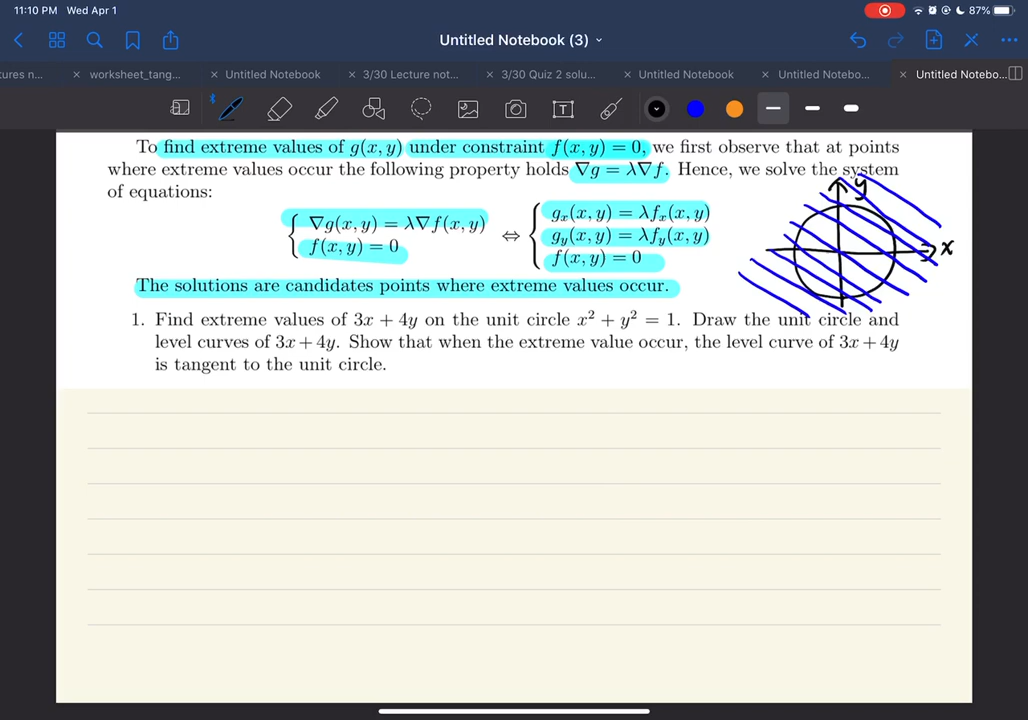 11:10 PM Wed Apr 1
87%
Untitled Notebook (3)
tures n...
worksheet_tang...
Untitled Notebook
3/30 Lecture not...
3/30 Quiz 2 solu...
Untitled Notebook
Untitled Notebo...
Untitled Notebo...
To find extreme values of g(x, y) under constraint f(x, y) = 0, we first observe that at points
where extreme values occur the following property holds ∇g = λ∇f. Hence, we solve the system
of equations:
{ ∇g(x, y) = λ∇f(x, y)
f(x, y) = 0
⇔
{ gₓ(x, y) = λfₓ(x, y)
g_y(x, y) = λf_y(x, y)
f(x, y) = 0
y
x
The solutions are candidates points where extreme values occur.
1. Find extreme values of 3x + 4y on the unit circle x² + y² = 1. Draw the unit circle and
level curves of 3x + 4y. Show that when the extreme value occur, the level curve of 3x + 4y
is tangent to the unit circle.